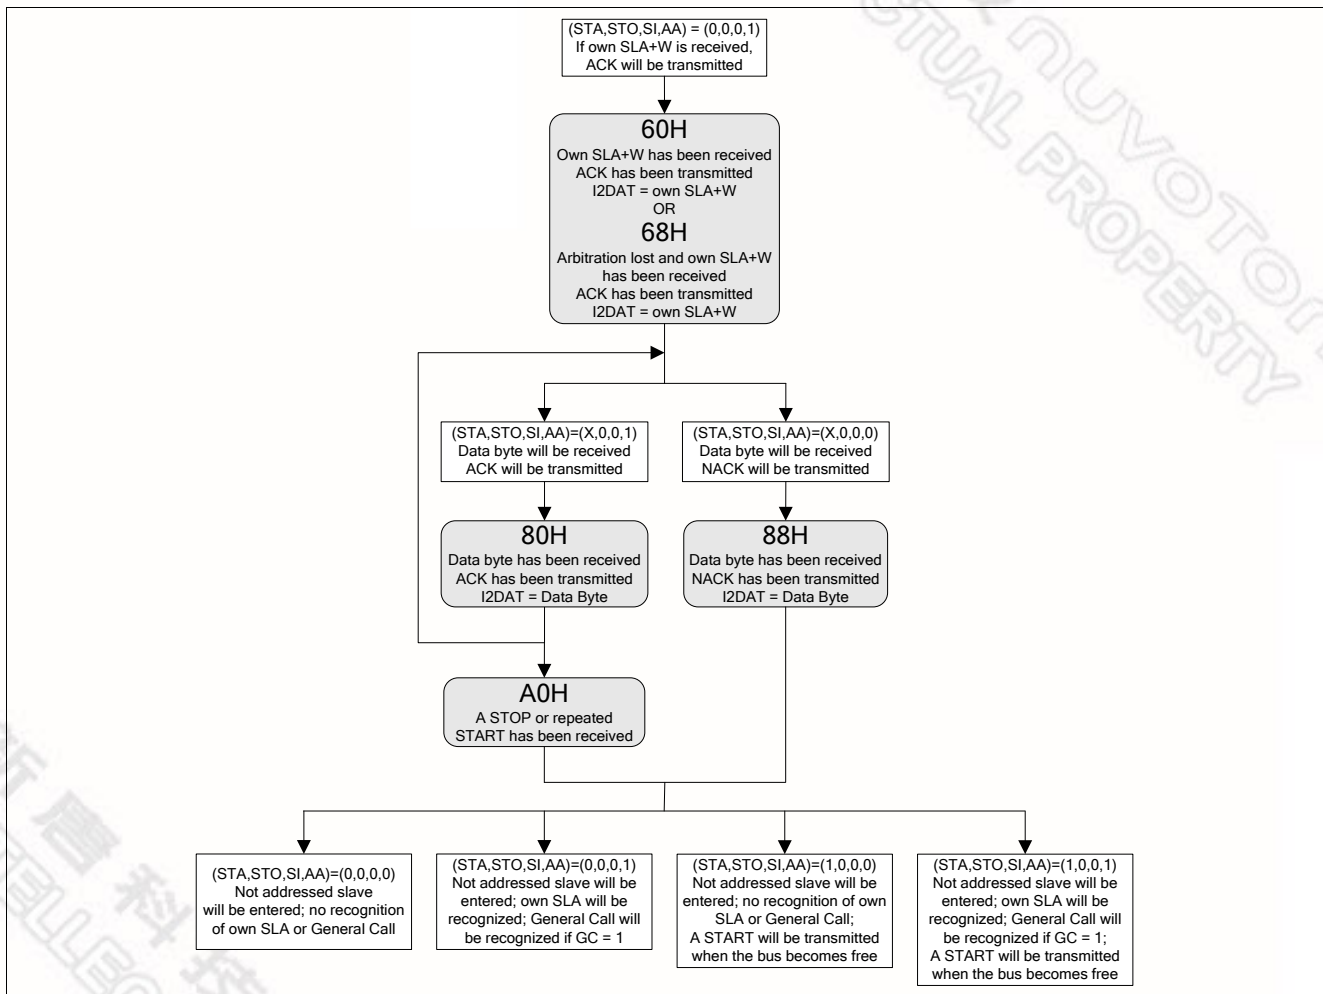 (STA,STO,SI,AA) = (0,0,0,1)
If own SLA+W is received,
ACK will be transmitted
60H
Own SLA+W has been received
ACK has been transmitted
I2DAT = own SLA+W
OR
68H
Arbitration lost and own SLA+W
has been received
ACK has been transmitted
I2DAT = own SLA+W
(STA,STO,SI,AA)=(X,0,0,1)
Data byte will be received
ACK will be transmitted
(STA,STO,SI,AA)=(X,0,0,0)
Data byte will be received
NACK will be transmitted
80H
Data byte has been received
ACK has been transmitted
I2DAT = Data Byte
88H
Data byte has been received
NACK has been transmitted
I2DAT = Data Byte
A0H
A STOP or repeated
START has been received
(STA,STO,SI,AA)=(0,0,0,0)
Not addressed slave
will be entered; no recognition
of own SLA or General Call
(STA,STO,SI,AA)=(0,0,0,1)
Not addressed slave will be
entered; own SLA will be
recognized; General Call will
be recognized if GC = 1
(STA,STO,SI,AA)=(1,0,0,0)
Not addressed slave will be
entered; no recognition of own
SLA or General Call;
A START will be transmitted
when the bus becomes free
(STA,STO,SI,AA)=(1,0,0,1)
Not addressed slave will be
entered; own SLA will be
recognized; General Call will
be recognized if GC = 1;
A START will be transmitted
when the bus becomes free
nuvoTon
PROPERTY
新唐科技